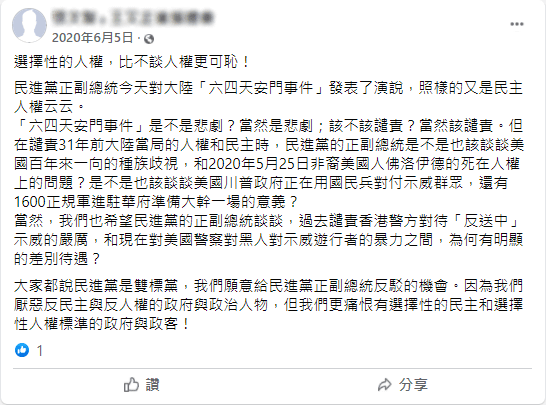 2020年6月5日
選擇性的人權，比不談人權更可恥！
民進黨正副總統今天對大陸「六四天安門事件」發表了演說，照樣的又是民主
人權云云。
「六四天安門事件」是不是悲劇？當然是悲劇；該不該譴責？當然該譴責。但
在譴責31年前大陸當局的人權和民主時，民進黨的正副總統是不是也該談談美
國百年來一向的種族歧視，和2020年5月25日非裔美國人佛洛伊德的死在人權
上的問題？是不是也該談談美國川普政府正在用國民兵對付示威群眾，還有
1600正規軍進駐華府準備大幹一場的意義？
當然，我們也希望民進黨的正副總統談談，過去譴責香港警方對待「反送中」
示威的嚴厲，和現在對美國警察對黑人對示威遊行者的暴力之間，為何有明顯
的差別待遇？
大家都說民進黨是雙標黨，我們願意給民進黨正副總統反駁的機會。因為我們
厭惡反民主與反人權的政府與政治人物，但我們更痛恨有選擇性的民主和選擇
性人權標準的政府與政客！
1
讚
分享